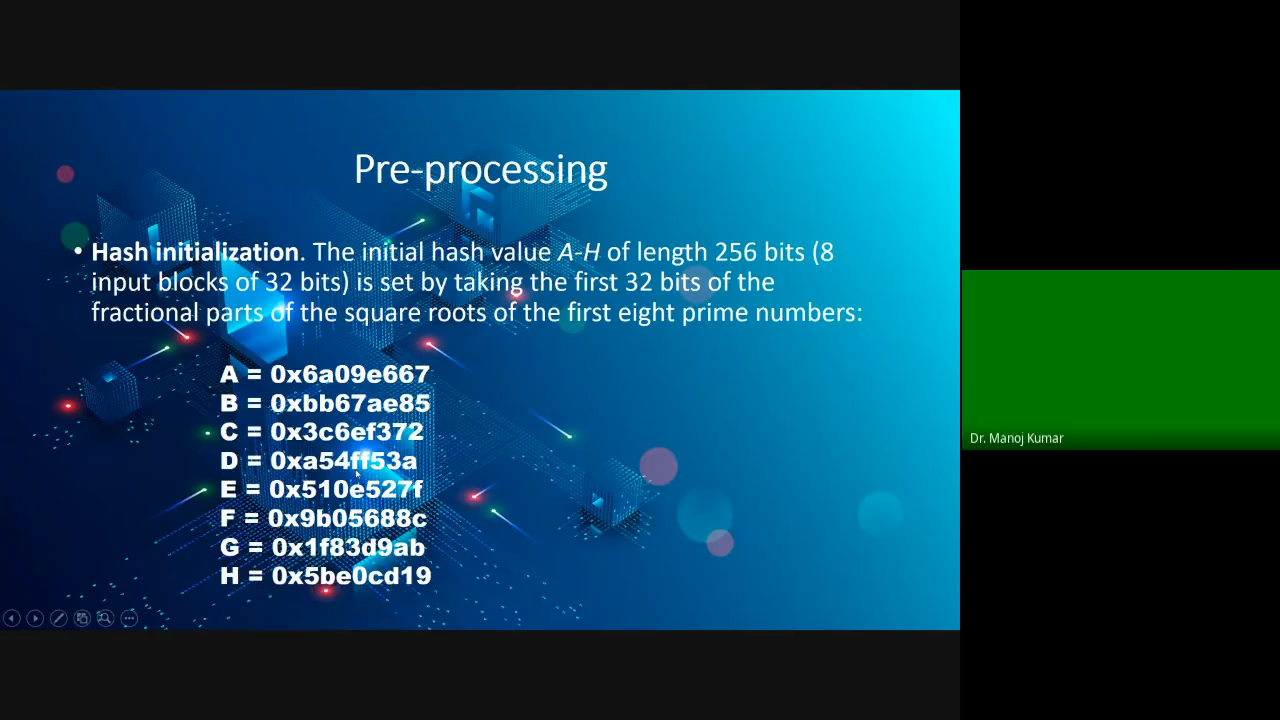 Pre-processing
• Hash initialization. The initial hash value A-H of length 256 bits (8
input blocks of 32 bits) is set by taking the first 32 bits of the
fractional parts of the square roots of the first eight prime numbers:
A = 0x6a09e667
B = 0xbb67ae85
C = 0x3c6ef372
D = 0xa54ff53a
E = 0x510e527f
F = 0x9b05688c
G = 0x1f83d9ab
H = 0x5be0cd19
Dr. Manoj Kumar